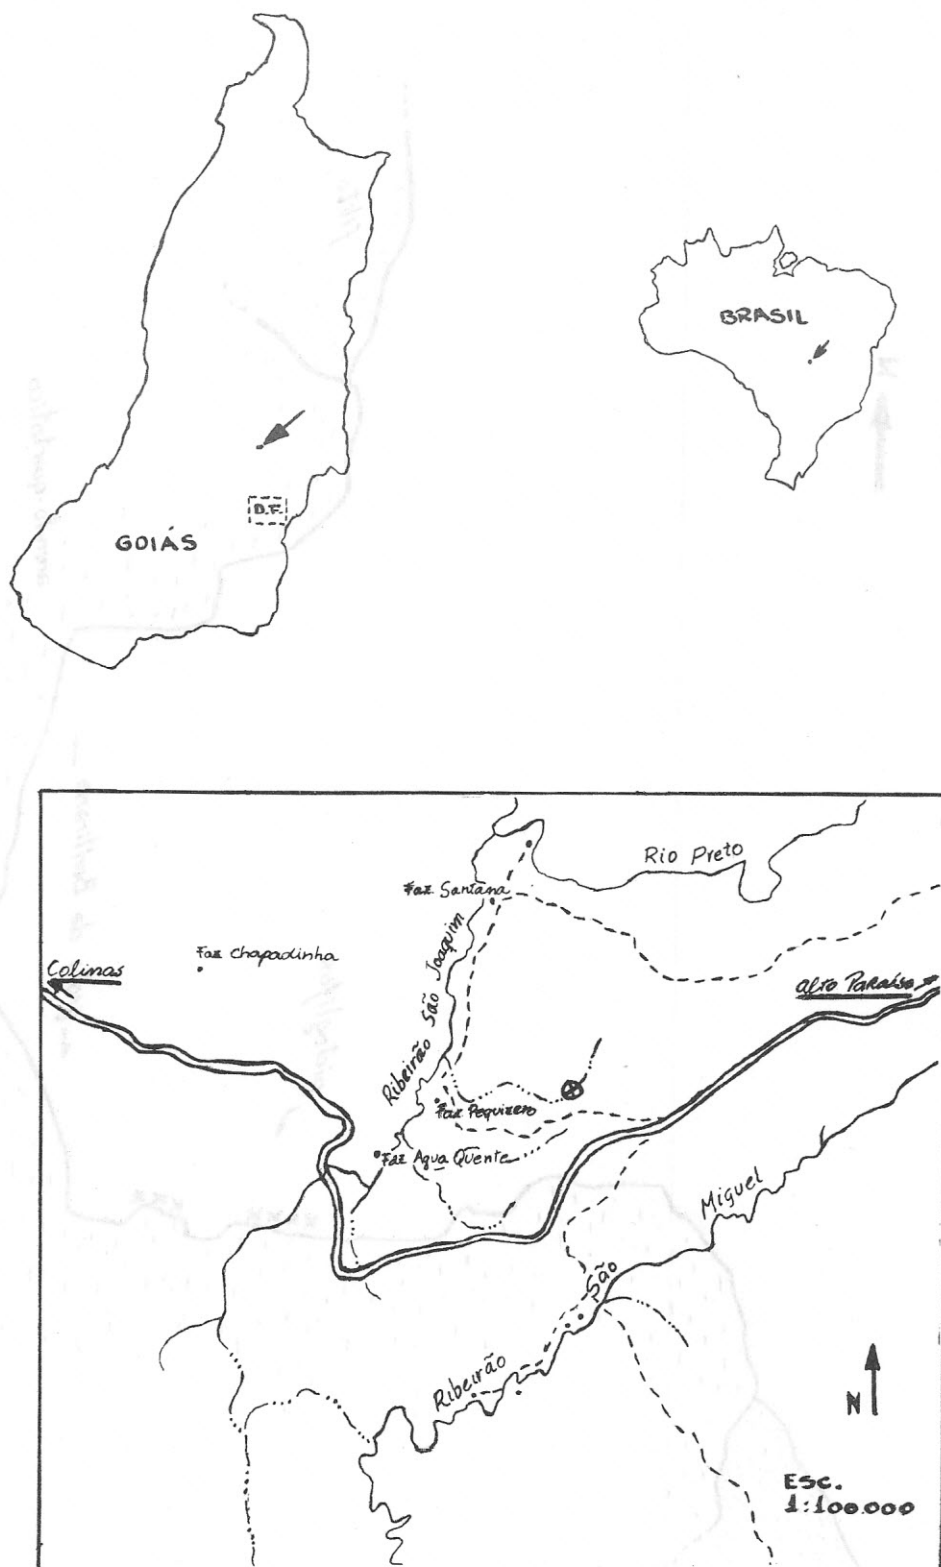 BRASIL
D.F.
GOIÁS
Rio Preto
Faz. Santana
Faz Chapadinha
Colinas
Alto Paraíso
Ribeirão São Joaquim
Faz Pequizero
Faz Agua Quente
Miguel
São
Ribeirão
N
Esc.
1:100.000